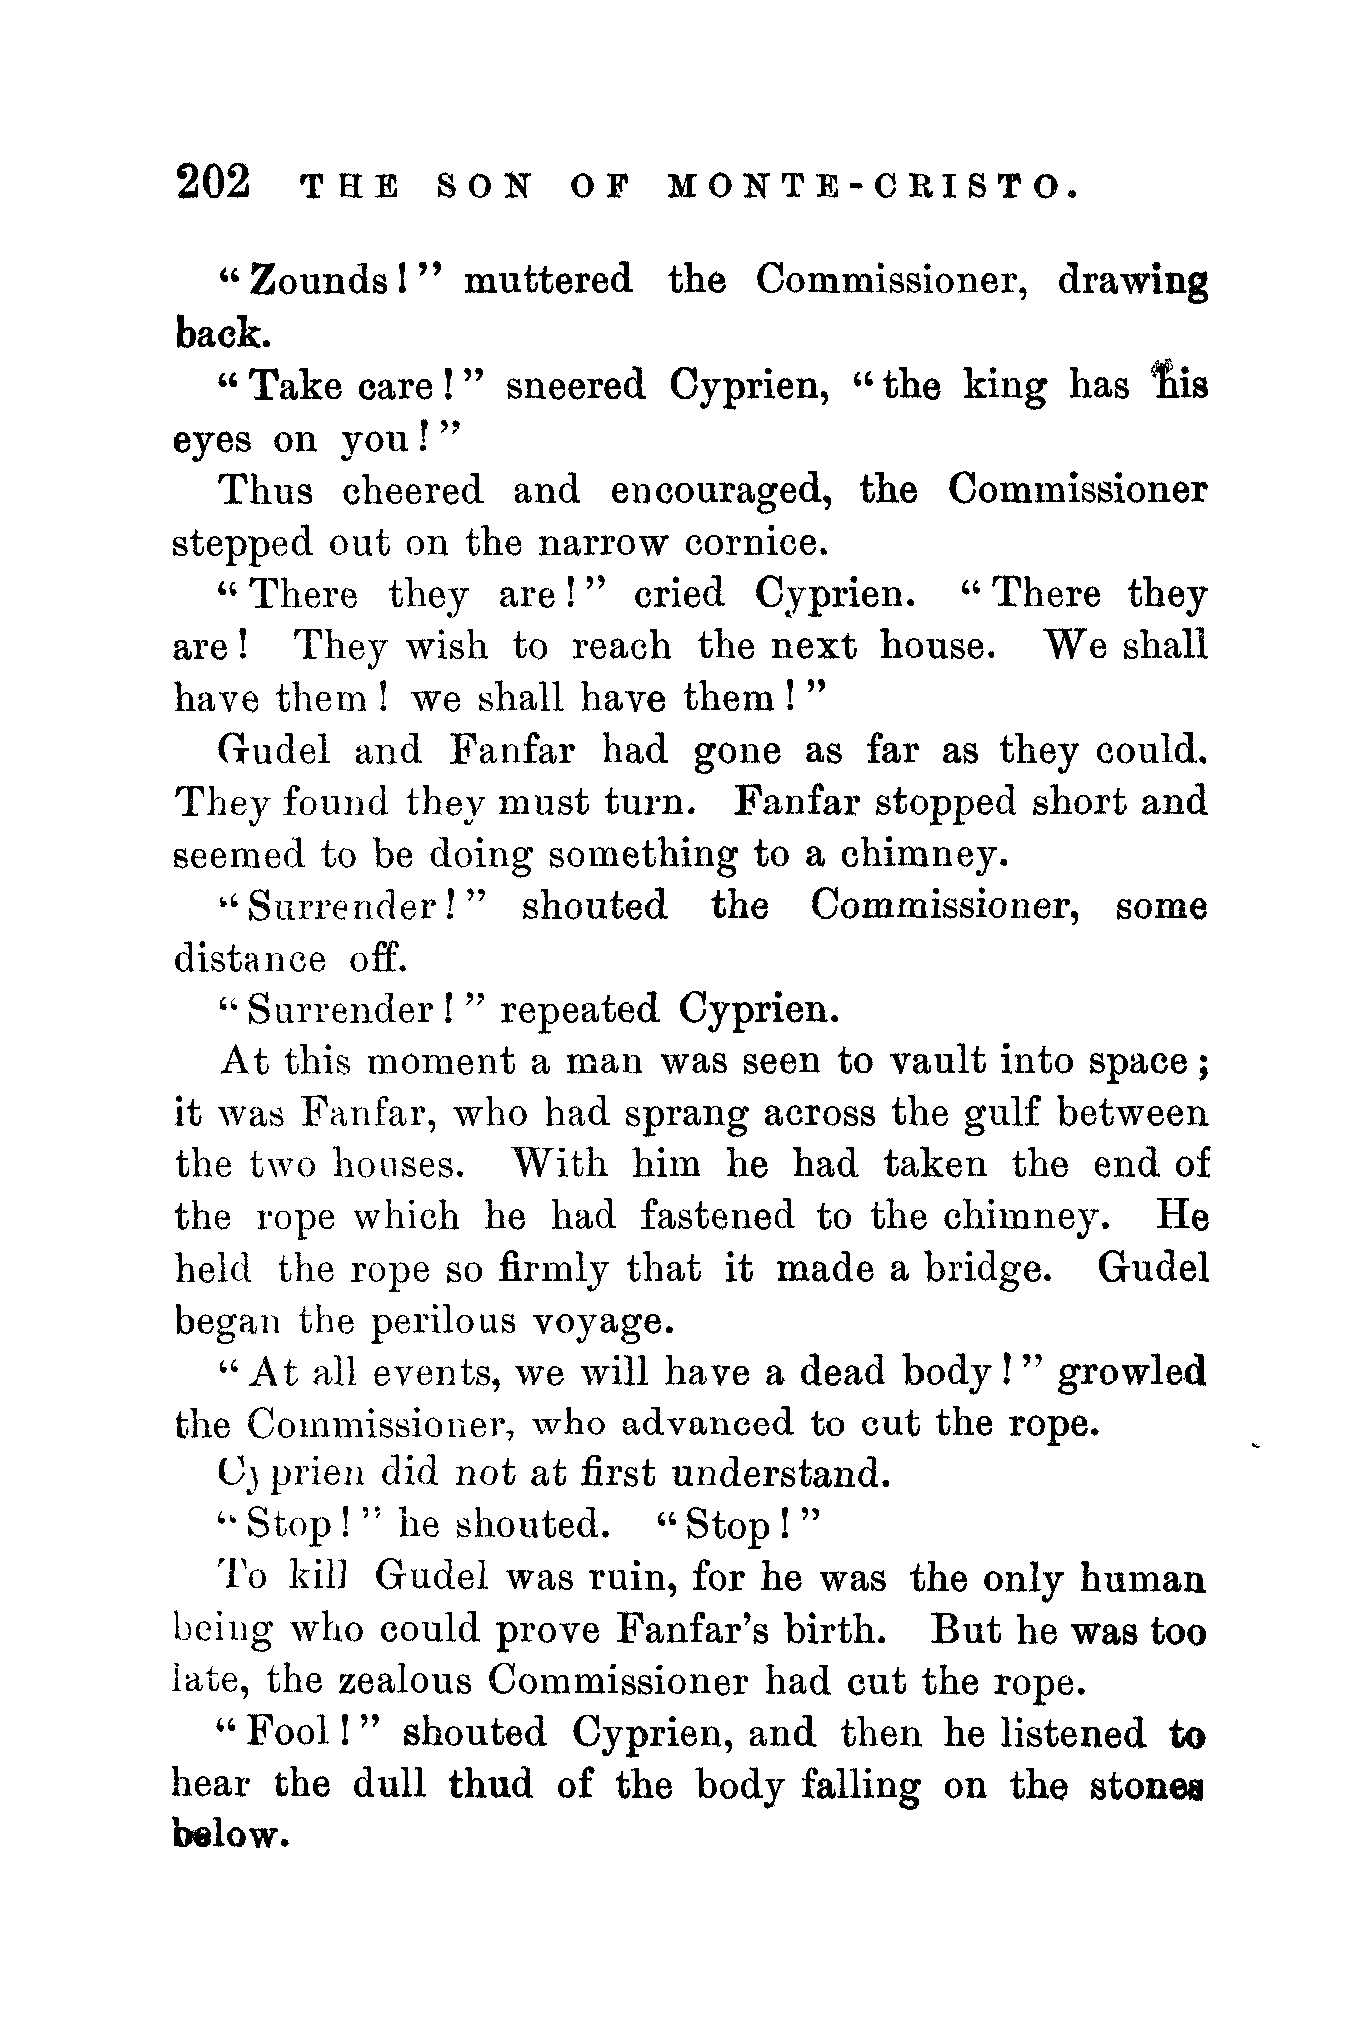 202 THE SON OF MONTE-CRISTO.
"Zounds!" muttered the Commissioner, drawing
back.
"Take care!" sneered Cyprien, "the king has his
eyes on you!"
Thus cheered and encouraged, the Commissioner
stepped out on the narrow cornice.
"There they are!" cried Cyprien. "There they
are! They wish to reach the next house. We shall
have them! we shall have them!"
Gudel and Fanfar had gone as far as they could.
They found they must turn. Fanfar stopped short and
seemed to be doing something to a chimney.
"Surrender!" shouted the Commissioner, some
distance off.
"Surrender!" repeated Cyprien.
At this moment a man was seen to vault into space;
it was Fanfar, who had sprang across the gulf between
the two houses. With him he had taken the end of
the rope which he had fastened to the chimney. He
held the rope so firmly that it made a bridge. Gudel
began the perilous voyage.
"At all events, we will have a dead body!" growled
the Commissioner, who advanced to cut the rope.
Cyprien did not at first understand.
"Stop!" he shouted. "Stop!"
To kill Gudel was ruin, for he was the only human
being who could prove Fanfar's birth. But he was too
late, the zealous Commissioner had cut the rope.
"Fool!" shouted Cyprien, and then he listened to
hear the dull thud of the body falling on the stones
below.